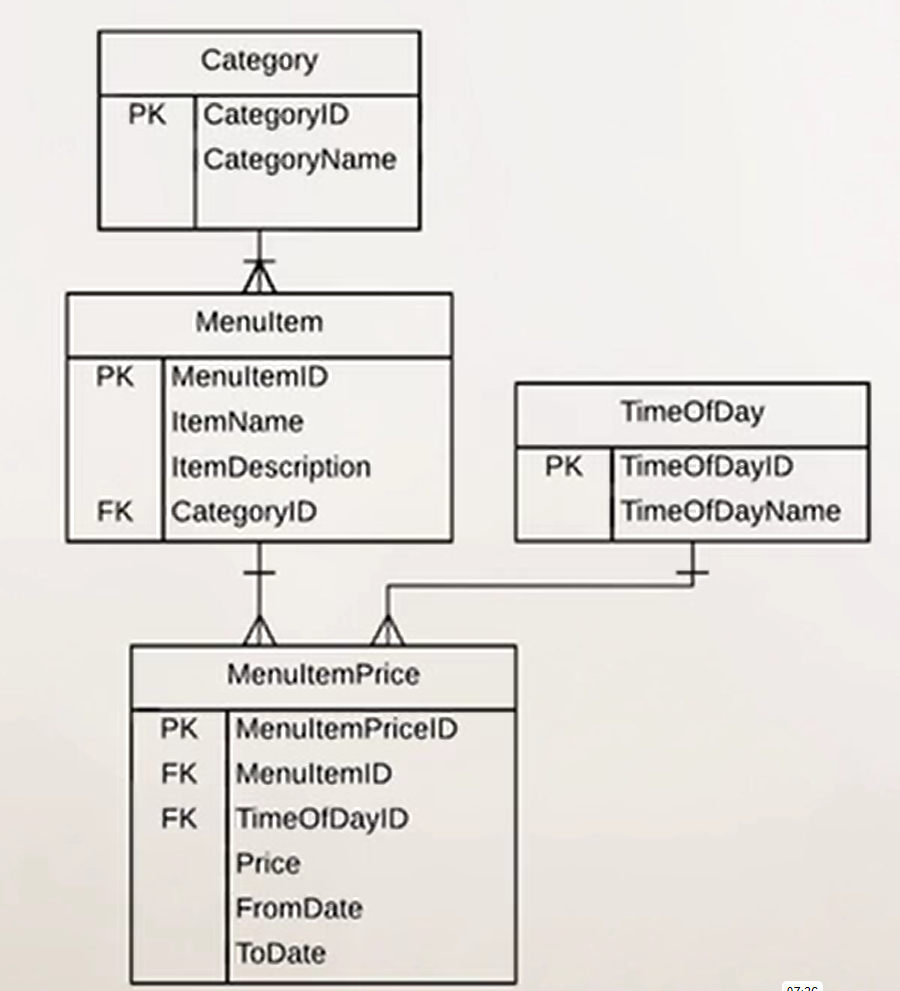 Category
PK CategoryID
CategoryName
MenuItem
PK MenuItemID
ItemName
ItemDescription
FK CategoryID
TimeOfDay
PK TimeOfDayID
TimeOfDayName
MenuItemPrice
PK MenuItemPriceID
FK MenuItemID
FK TimeOfDayID
Price
FromDate
ToDate